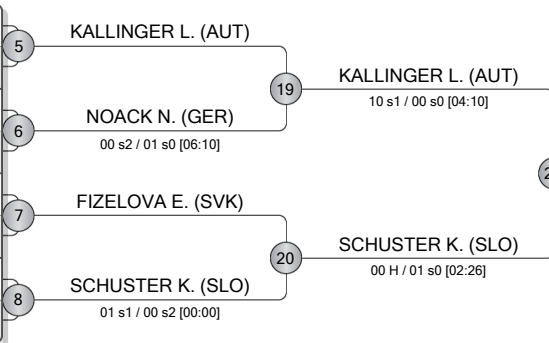 5
KALLINGER L. (AUT)
19
KALLINGER L. (AUT)
10 s1 / 00 s0 [04:10]
6
NOACK N. (GER)
00 s2 / 01 s0 [06:10]
7
FIZELOVA E. (SVK)
20
SCHUSTER K. (SLO)
00 H / 01 s0 [02:26]
8
SCHUSTER K. (SLO)
01 s1 / 00 s2 [00:00]